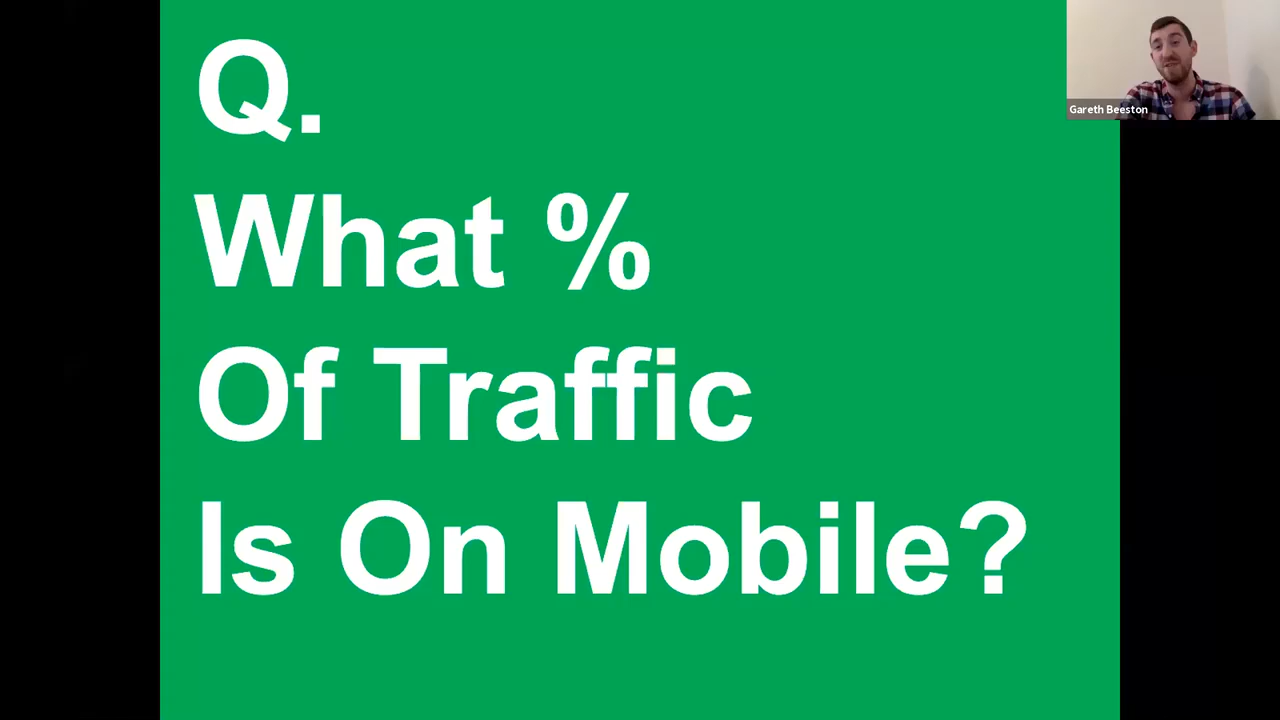 Q.
What %
Of Traffic
Is On Mobile?
Gareth Beeston